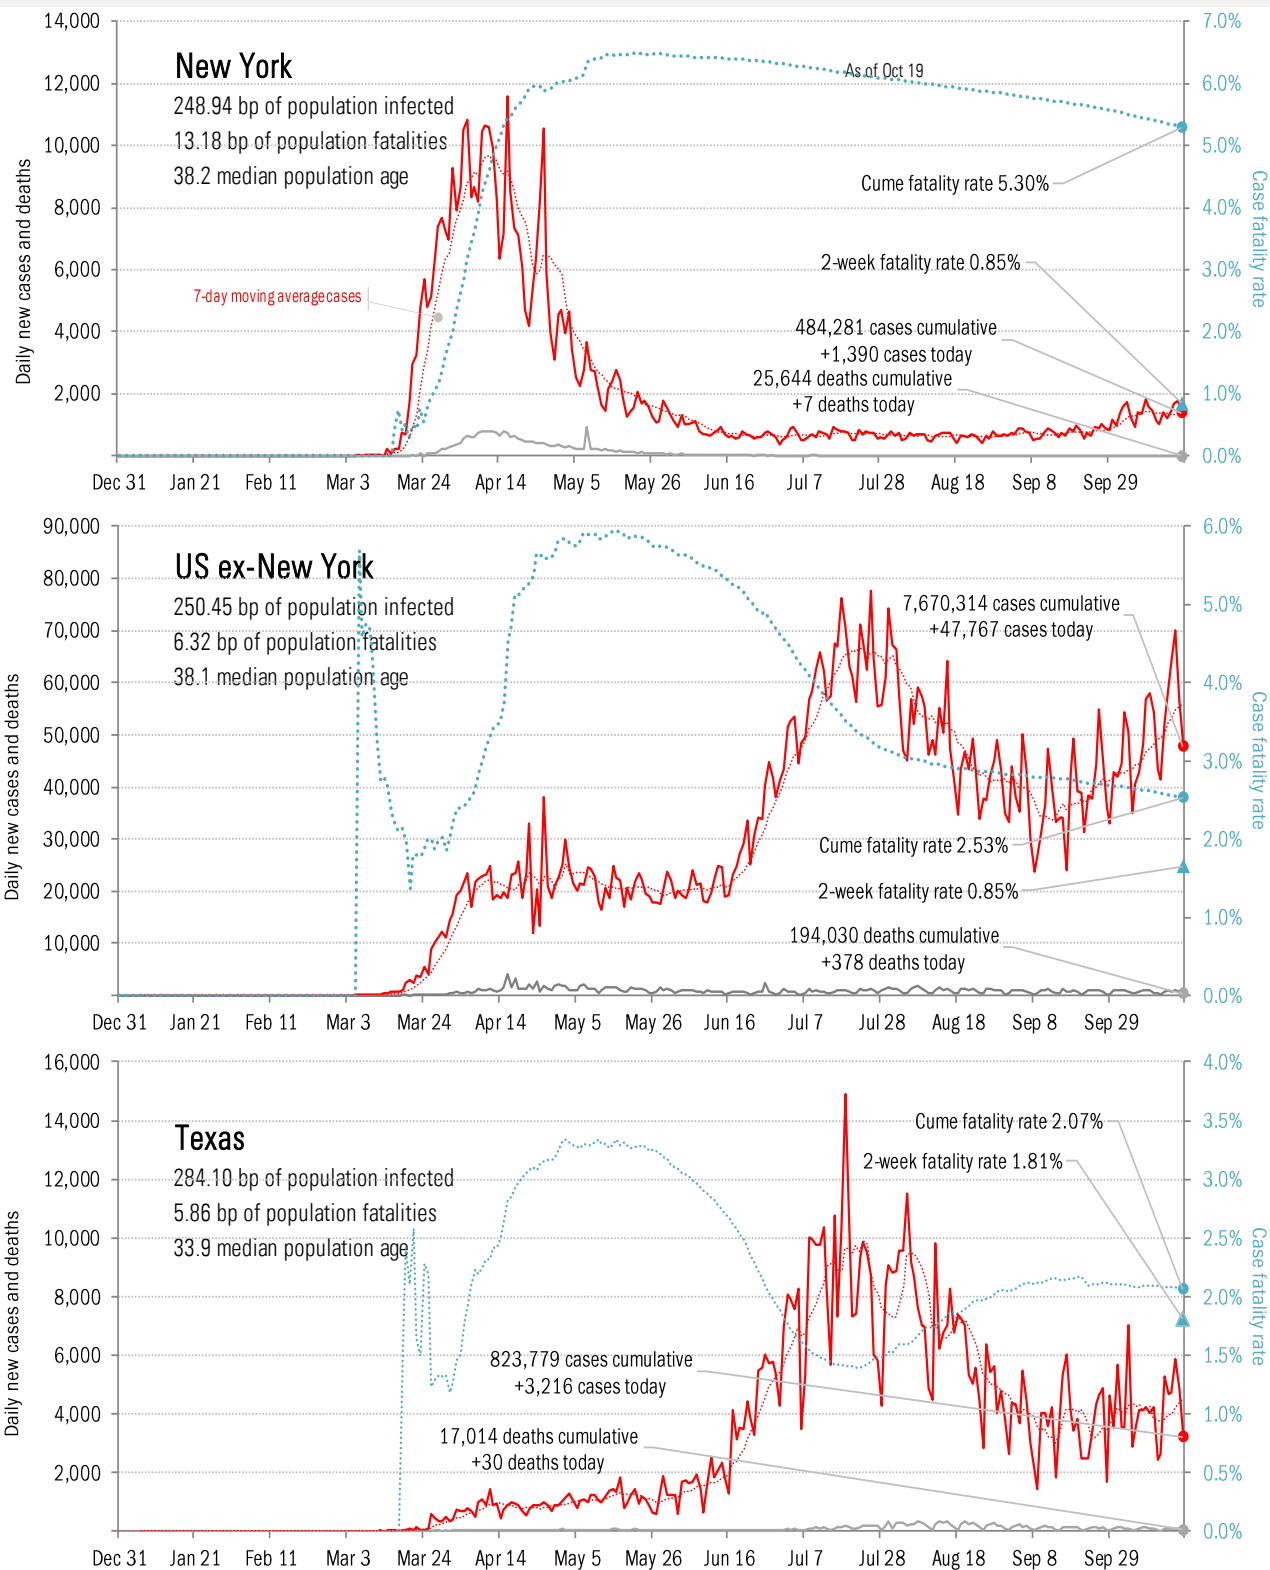 14,000
7.0%
New York
As of Oct 19
12,000
6.0%
248.94 bp of population infected
13.18 bp of population fatalities
10,000
5.0%
38.2 median population age
Cume fatality rate 5.30%
8,000
4.0%
2-week fatality rate 0.85%
6,000
3.0%
7-day moving average cases
484,281 cases cumulative
+1,390 cases today
4,000
2.0%
25,644 deaths cumulative
+7 deaths today
2,000
1.0%
0.0%
Daily new cases and deaths
Case fatality rate
Dec 31 Jan 21 Feb 11 Mar 3 Mar 24 Apr 14 May 5 May 26 Jun 16 Jul 7 Jul 28 Aug 18 Sep 8 Sep 29
90,000
6.0%
US ex-New York
80,000
250.45 bp of population infected
7,670,314 cases cumulative
+47,767 cases today
5.0%
70,000
6.32 bp of population fatalities
38.1 median population age
60,000
4.0%
50,000
3.0%
40,000
30,000
2.0%
Cume fatality rate 2.53%
20,000
2-week fatality rate 0.85%
1.0%
10,000
194,030 deaths cumulative
+378 deaths today
0.0%
Daily new cases and deaths
Case fatality rate
Dec 31 Jan 21 Feb 11 Mar 3 Mar 24 Apr 14 May 5 May 26 Jun 16 Jul 7 Jul 28 Aug 18 Sep 8 Sep 29
16,000
4.0%
14,000
3.5%
Texas
Cume fatality rate 2.07%
2-week fatality rate 1.81%
12,000
3.0%
284.10 bp of population infected
5.86 bp of population fatalities
10,000
2.5%
33.9 median population age
8,000
2.0%
6,000
1.5%
823,779 cases cumulative
+3,216 cases today
4,000
1.0%
17,014 deaths cumulative
+30 deaths today
2,000
0.5%
0.0%
Daily new cases and deaths
Case fatality rate
Dec 31 Jan 21 Feb 11 Mar 3 Mar 24 Apr 14 May 5 May 26 Jun 16 Jul 7 Jul 28 Aug 18 Sep 8 Sep 29